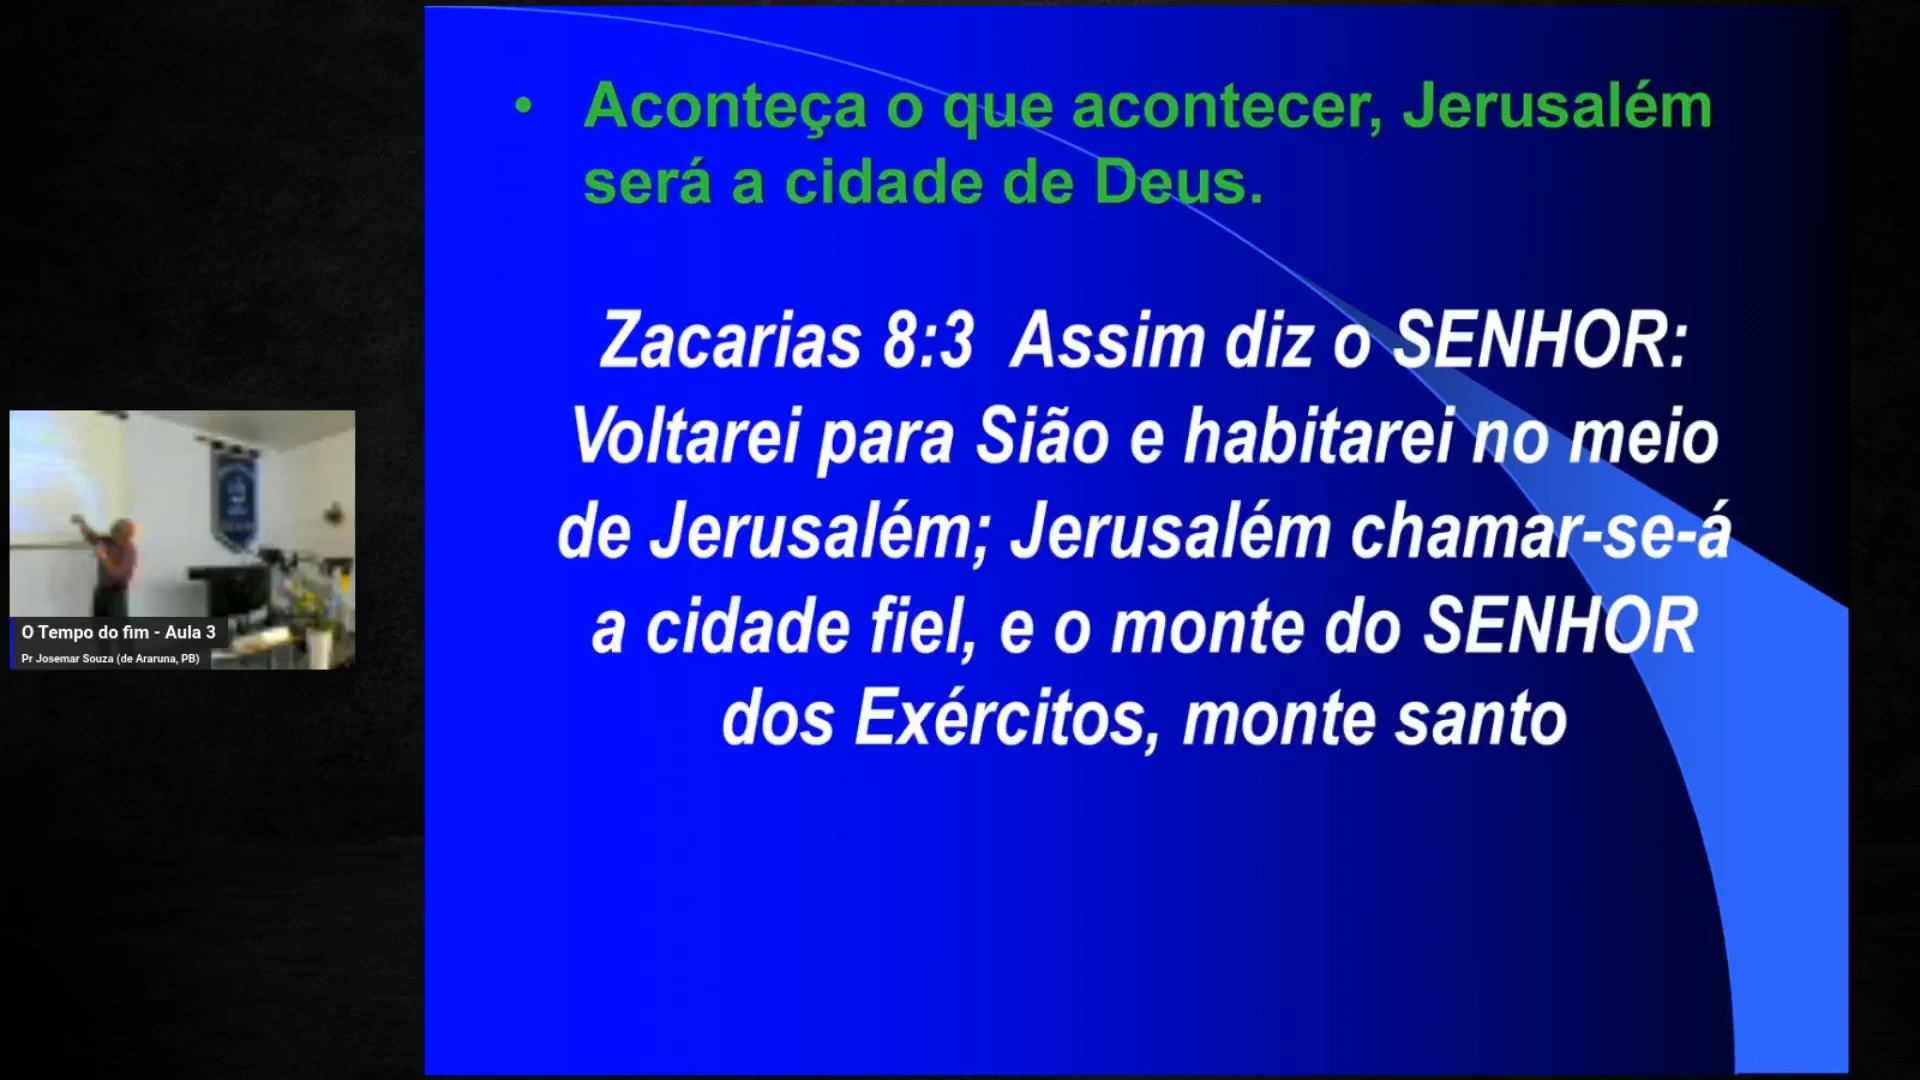 • Aconteça o que acontecer, Jerusalém
será a cidade de Deus.
Zacarias 8:3 Assim diz o SENHOR:
Voltarei para Sião e habitarei no meio
de Jerusalém; Jerusalém chamar-se-á
a cidade fiel, e o monte do SENHOR
dos Exércitos, monte santo
O Tempo do fim - Aula 3
Pr Josemar Souza (de Araruna, PB)